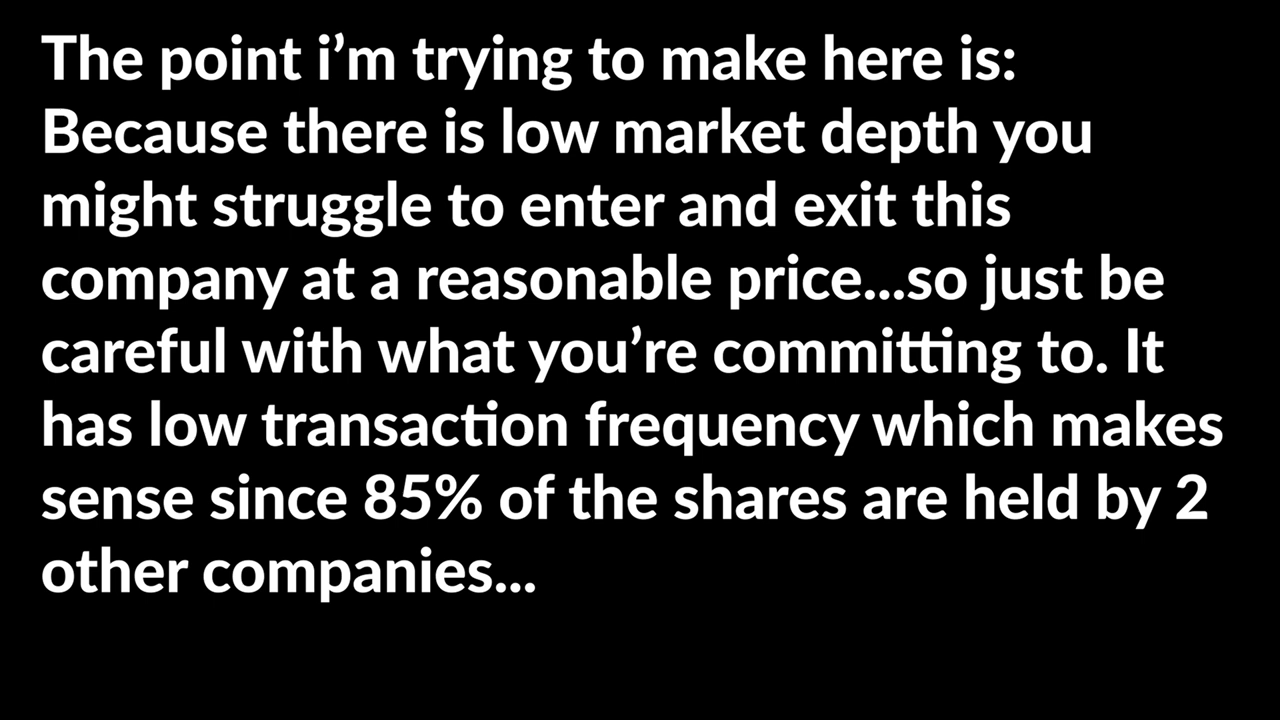 The point i’m trying to make here is:
Because there is low market depth you
might struggle to enter and exit this
company at a reasonable price...so just be
careful with what you’re committing to. It
has low transaction frequency which makes
sense since 85% of the shares are held by 2
other companies...